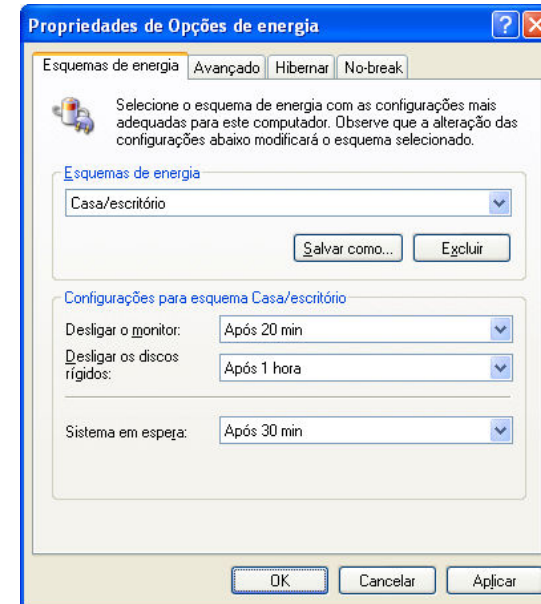 Propriedades de Opções de energia
Esquemas de energia
Avançado
Hibernar
No-break
Selecione o esquema de energia com as configurações mais
adequadas para este computador. Observe que a alteração das
configurações abaixo modificará o esquema selecionado.
Esquemas de energia
Casa/escritório
Salvar como...
Excluir
Configurações para esquema Casa/escritório
Desligar o monitor:
Após 20 min
Desligar os discos
rígidos:
Após 1 hora
Sistema em espera:
Após 30 min
OK
Cancelar
Aplicar